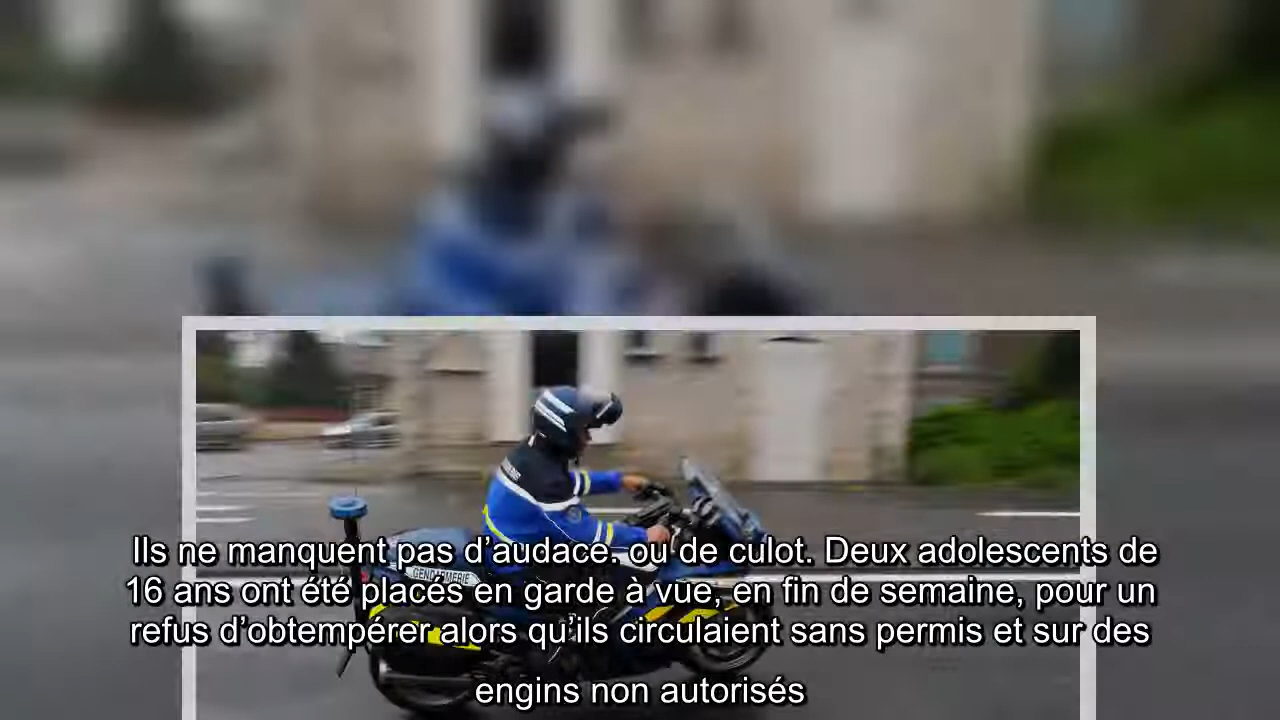 GENDARMERIE
Ils ne manquent pas d’audace. ou de culot. Deux adolescents de
16 ans ont été placés en garde à vue, en fin de semaine, pour un
refus d’obtempérer alors qu’ils circulaient sans permis et sur des
engins non autorisés